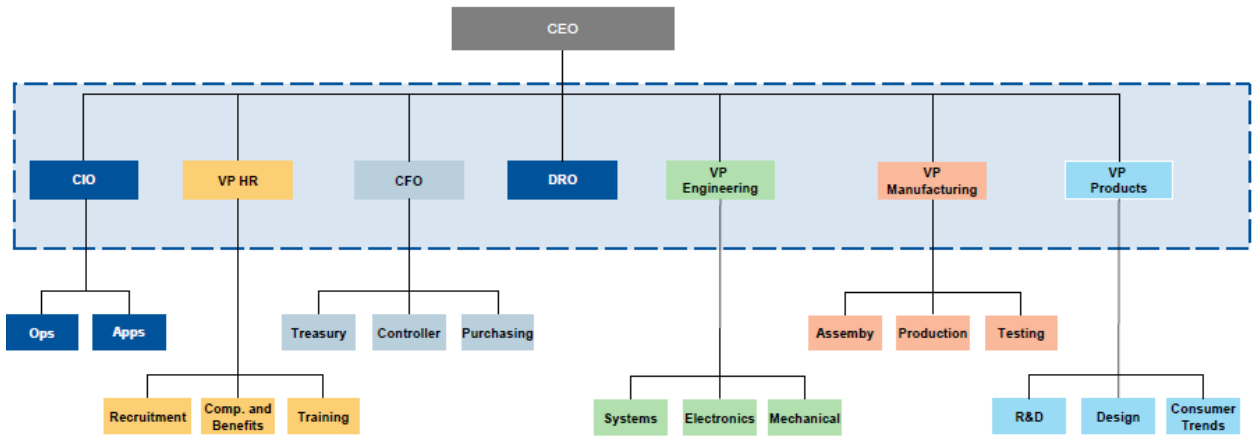 CEO
CIO
VP HR
CFO
DRO
VP
Engineering
VP
Manufacturing
VP
Products
Ops
Apps
Treasury
Controller
Purchasing
Assemby
Production
Testing
Recruitment
Comp. and
Benefits
Training
Systems
Electronics
Mechanical
R&D
Design
Consumer
Trends